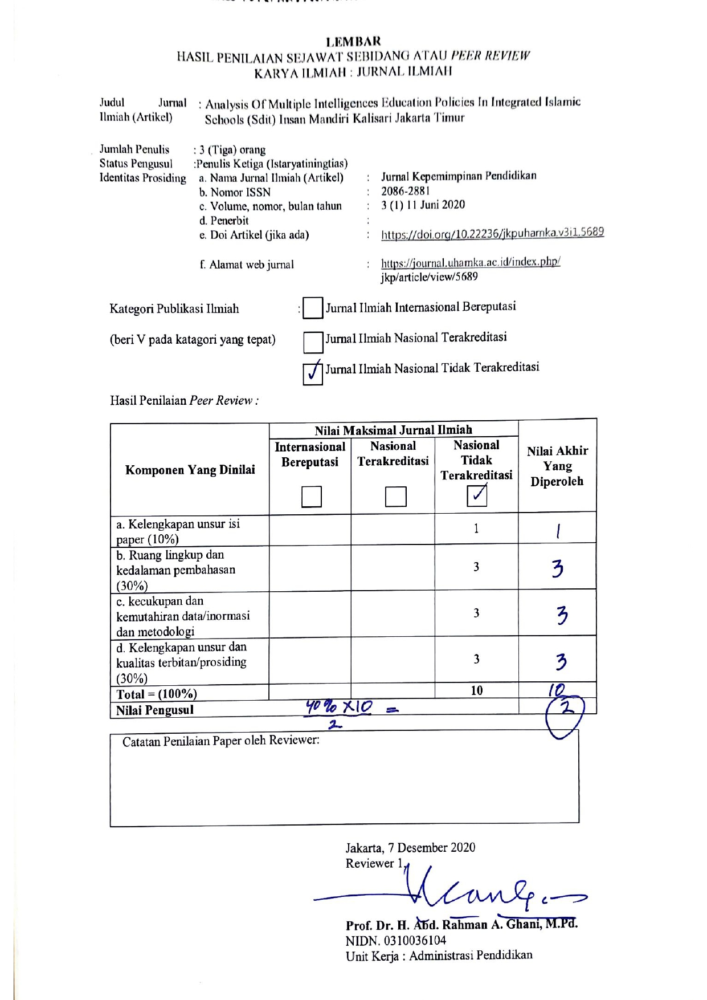 LEMBAR
HASIL PENILAIAN SEJAWAT SEBIDANG ATAU PEER REVIEW
KARYA ILMIAH : JURNAL ILMIAH
Judul Jurnal : Analysis Of Multiple Intelligences Education Policies In Integrated Islamic
Ilmiah (Artikel) Schools (Sdit) Insan Mandiri Kalisari Jakarta Timur
Jumlah Penulis : 3 (Tiga) orang
Status Pengusul :Penulis Ketiga (Istaryatiningtias)
Identitas Prosiding a. Nama Jurnal Ilmiah (Artikel) : Jurnal Kepemimpinan Pendidikan
b. Nomor ISSN : 2086-2881
c. Volume, nomor, bulan tahun : 3 (1) 11 Juni 2020
d. Penerbit :
e. Doi Artikel (jika ada) : https://doi.org/10.22236/jkpuhamka.v3i1.5689
f. Alamat web jurnal : https://journal.uhamka.ac.id/index.php/
jkp/article/view/5689
Kategori Publikasi Ilmiah : Jurnal Ilmiah Internasional Bereputasi
(beri V pada katagori yang tepat) Jurnal Ilmiah Nasional Terakreditasi
✓ Jurnal Ilmiah Nasional Tidak Terakreditasi
Hasil Penilaian Peer Review :
Nilai Maksimal Jurnal Ilmiah
Komponen Yang Dinilai
Internasional
Bereputasi
Nasional
Terakreditasi
Nasional
Tidak
Terakreditasi
✓
Nilai Akhir
Yang
Diperoleh
a. Kelengkapan unsur isi
paper (10%) 1 1
b. Ruang lingkup dan
kedalaman pembahasan 3 3
(30%)
c. kecukupan dan
kemutahiran data/inormasi 3 3
dan metodologi
d. Kelengkapan unsur dan
kualitas terbitan/prosiding 3 3
(30%)
Total = (100%) 10 10
Nilai Pengusul 40% X10 = 2
2
Catatan Penilaian Paper oleh Reviewer:
Jakarta, 7 Desember 2020
Reviewer 1,
Prof. Dr. H. Abd. Rahman A. Ghani, M.Pd.
NIDN. 0310036104
Unit Kerja : Administrasi Pendidikan